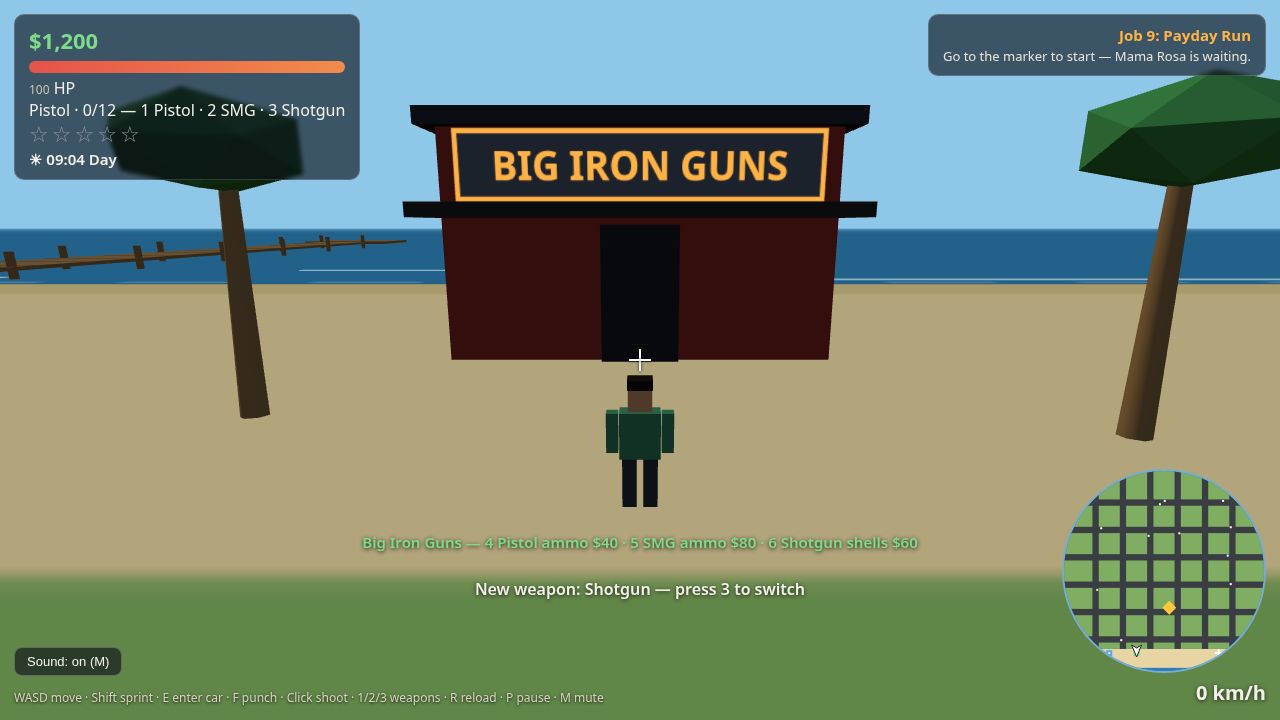 $1,200
100 HP
Pistol · 0/12 — 1 Pistol · 2 SMG · 3 Shotgun
☆☆☆☆☆
☀ 09:04 Day
Job 9: Payday Run
Go to the marker to start — Mama Rosa is waiting.
BIG IRON GUNS
Big Iron Guns — 4 Pistol ammo $40 · 5 SMG ammo $80 · 6 Shotgun shells $60
New weapon: Shotgun — press 3 to switch
Sound: on (M)
WASD move · Shift sprint · E enter car · F punch · Click shoot · 1/2/3 weapons · R reload · P pause · M mute
0 km/h